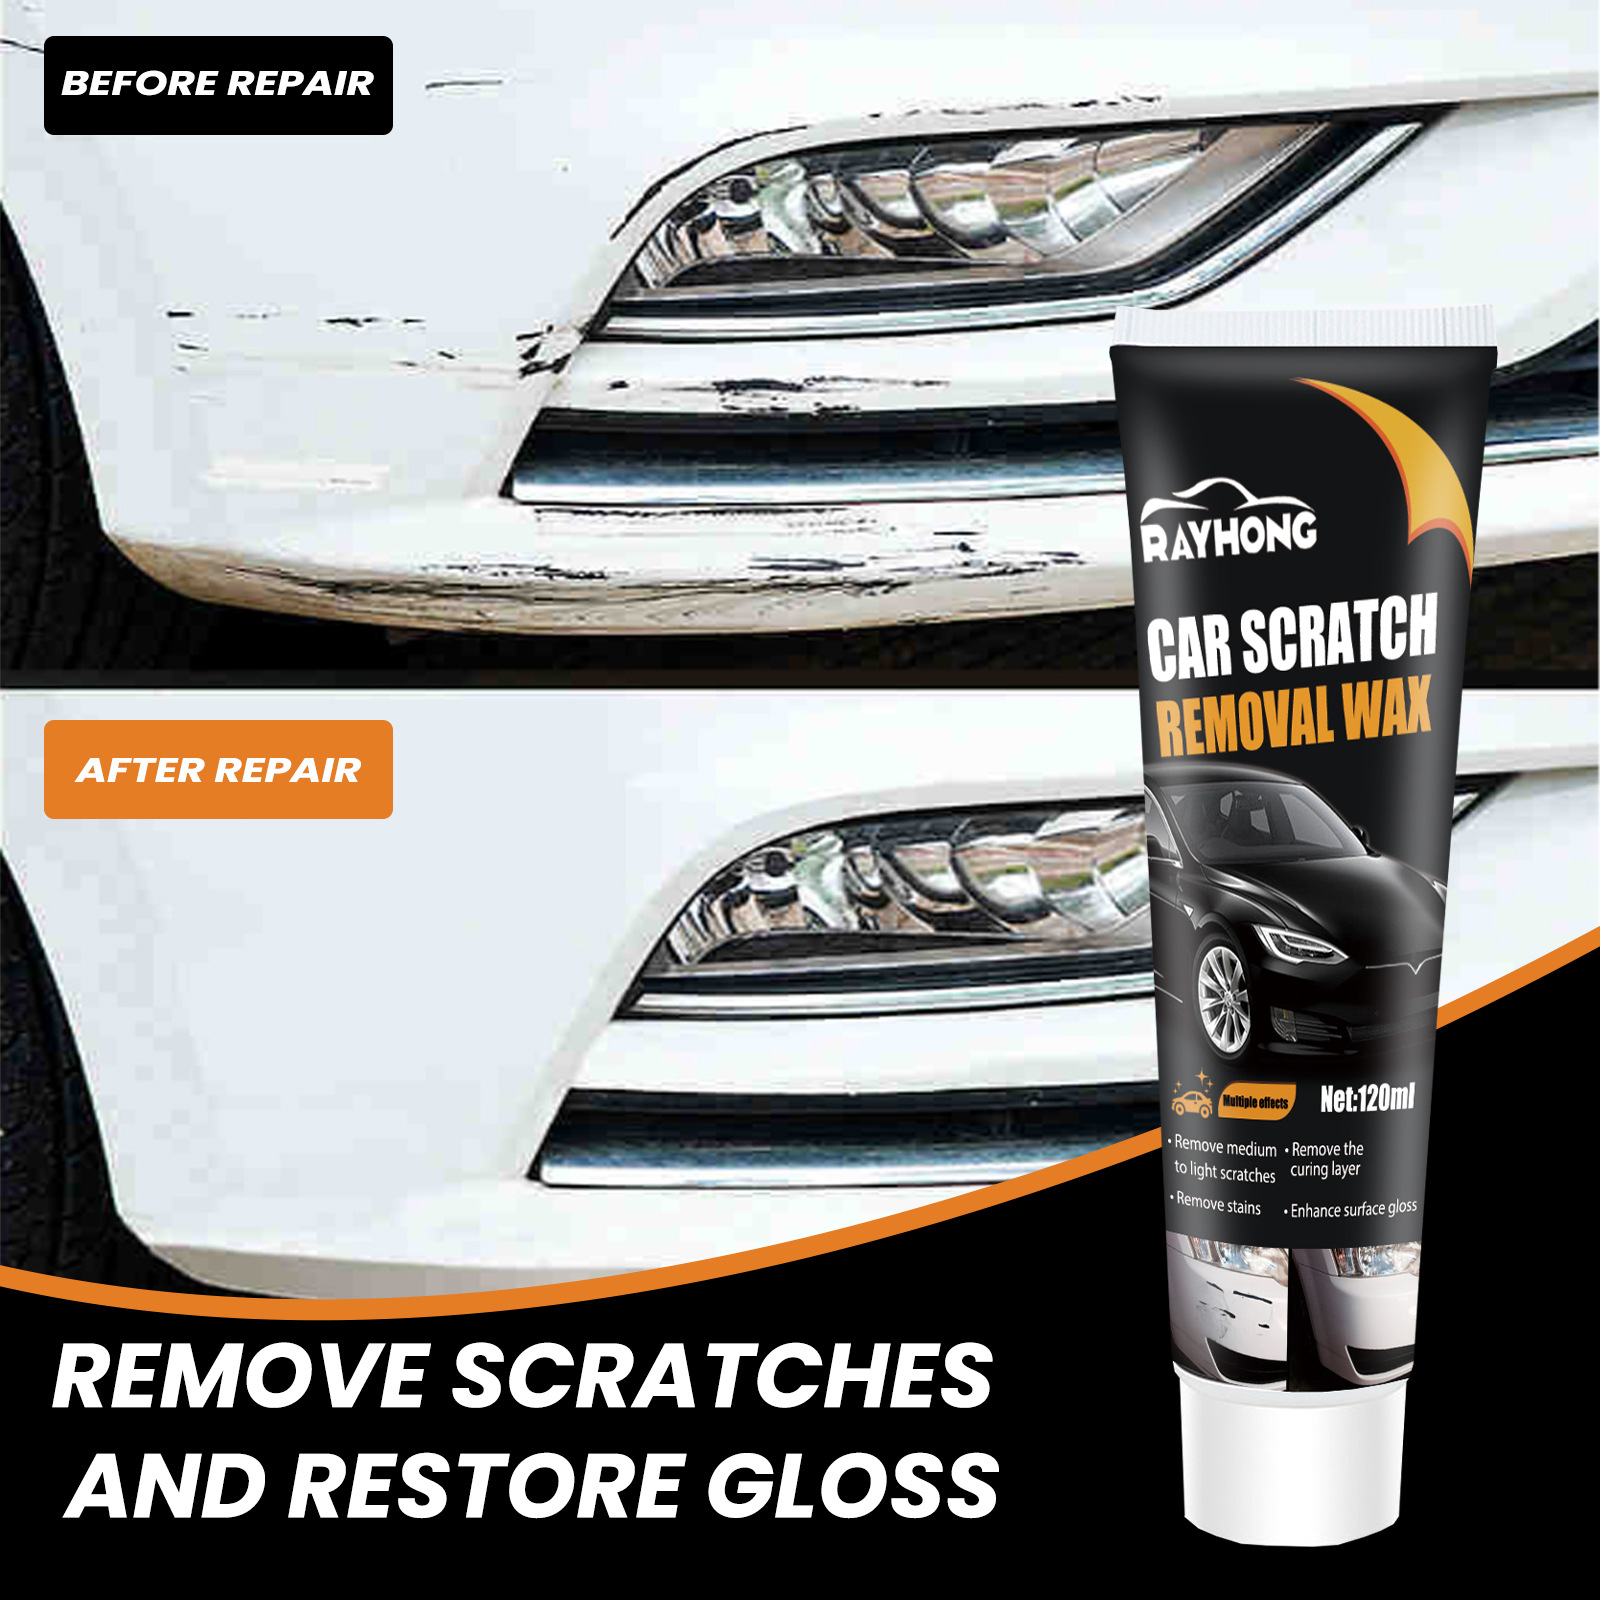 BEFORE REPAIR
AFTER REPAIR
RAYHONG
CAR SCRATCH
REMOVAL WAX
Multiple effects
Net:120ml
• Remove medium
to light scratches
• Remove the
curing layer
• Remove stains
• Enhance surface gloss
REMOVE SCRATCHES
AND RESTORE GLOSS